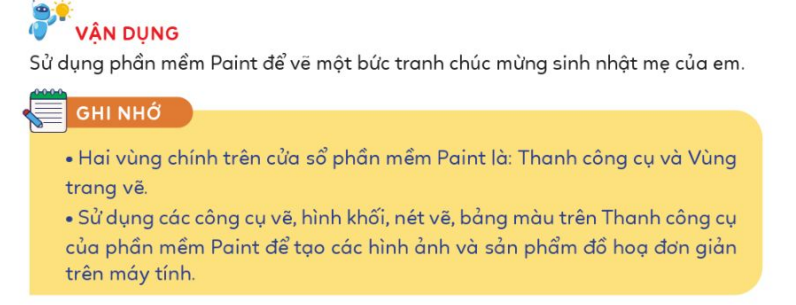 VẬN DỤNG
Sử dụng phần mềm Paint để vẽ một bức tranh chúc mừng sinh nhật mẹ của em.
GHI NHỚ
• Hai vùng chính trên cửa sổ phần mềm Paint là: Thanh công cụ và Vùng
trang vẽ.
• Sử dụng các công cụ vẽ, hình khối, nét vẽ, bảng màu trên Thanh công cụ
của phần mềm Paint để tạo các hình ảnh và sản phẩm đồ hoạ đơn giản
trên máy tính.